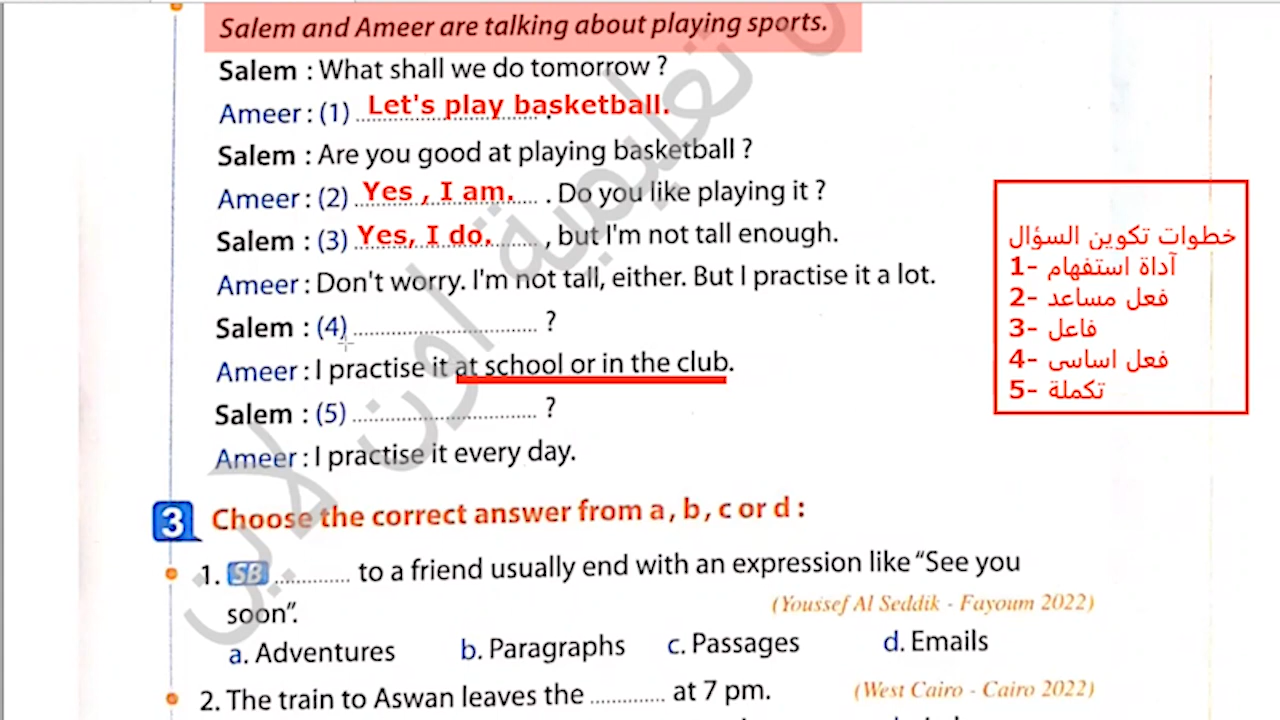 Salem and Ameer are talking about playing sports.
Salem : What shall we do tomorrow ?
Ameer : (1) Let's play basketball. .
Salem : Are you good at playing basketball ?
Ameer : (2) Yes , I am. . Do you like playing it ?
Salem : (3) Yes, I do. , but I'm not tall enough.
Ameer : Don't worry. I'm not tall, either. But I practise it a lot.
Salem : (4) .............................. ?
Ameer : I practise it at school or in the club.
Salem : (5) .............................. ?
Ameer : I practise it every day.
خطوات تكوين السؤال
1- آداة استفهام
2- فعل مساعد
3- فاعل
4- فعل اساسى
5- تكملة
3 Choose the correct answer from a , b , c or d :
1. SB ............ to a friend usually end with an expression like “See you
soon”. (Youssef Al Seddik - Fayoum 2022)
a. Adventures b. Paragraphs c. Passages d. Emails
2. The train to Aswan leaves the ............ at 7 pm. (West Cairo - Cairo 2022)